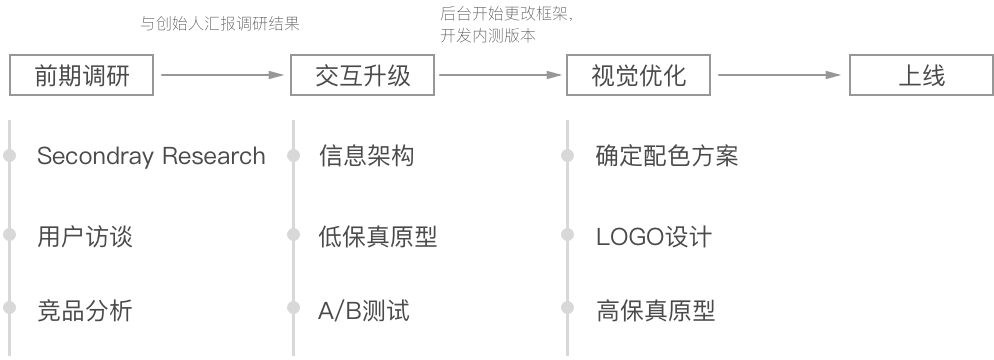 与创始人汇报调研结果
后台开始更改框架，
开发内测版本
前期调研
交互升级
视觉优化
上线
Secondray Research
信息架构
确定配色方案
用户访谈
低保真原型
LOGO设计
竞品分析
A/B测试
高保真原型